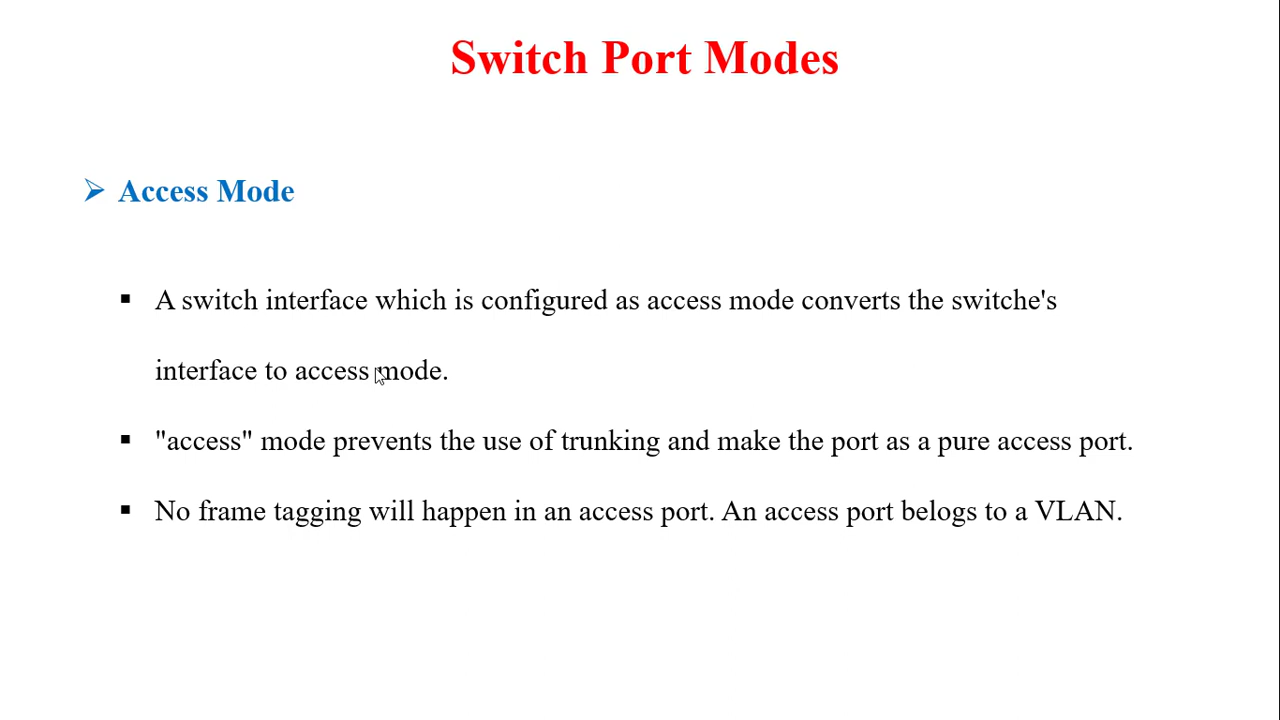 Switch Port Modes
Access Mode
A switch interface which is configured as access mode converts the switche's
interface to access mode.
"access" mode prevents the use of trunking and make the port as a pure access port.
No frame tagging will happen in an access port. An access port belogs to a VLAN.